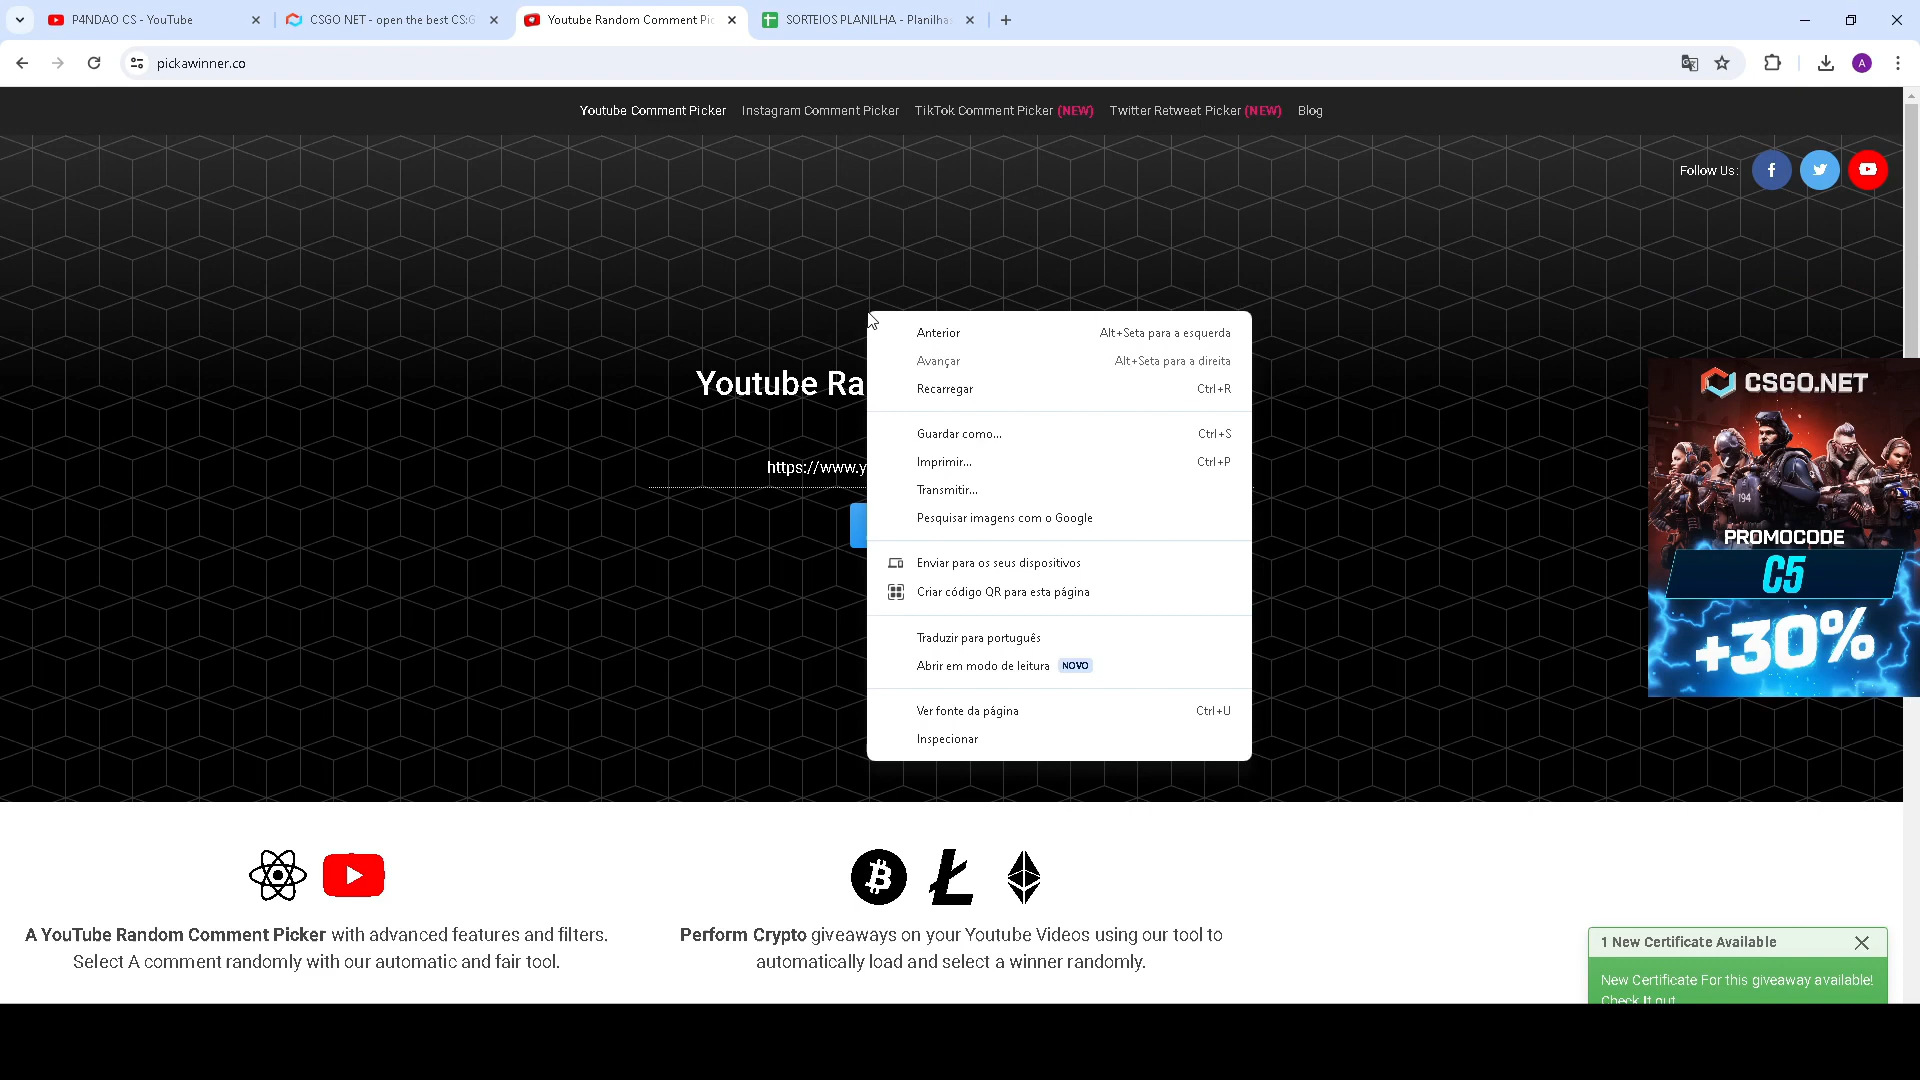 P4NDAO CS - YouTube
CSGO NET - open the best CS:G
Youtube Random Comment Pic
SORTEIOS PLANILHA - Planilhas
pickawinner.co
A
Youtube Comment Picker
Instagram Comment Picker
TikTok Comment Picker (NEW)
Twitter Retweet Picker (NEW)
Blog
Follow Us:
Anterior Alt+Seta para a esquerda
Avançar Alt+Seta para a direita
Recarregar Ctrl+R
Guardar como... Ctrl+S
Imprimir... Ctrl+P
Transmitir...
Pesquisar imagens com o Google
Enviar para os seus dispositivos
Criar código QR para esta página
Traduzir para português
Abrir em modo de leitura NOVO
Ver fonte da página Ctrl+U
Inspecionar
Youtube Ra
https://www.y
CSGO.NET
194
PROMOCODE
C5
+30%
A YouTube Random Comment Picker with advanced features and filters.
Select A comment randomly with our automatic and fair tool.
Perform Crypto giveaways on your Youtube Videos using our tool to
automatically load and select a winner randomly.
1 New Certificate Available
New Certificate For this giveaway available!
Check It out